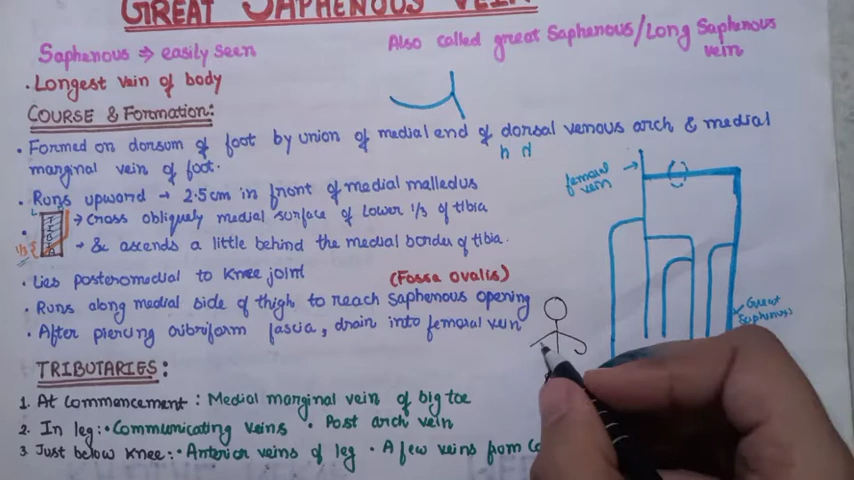 GREAT SAPHENOUS VEIN
Saphenous ⇒ easily seen
Also called great Saphenous/Long Saphenous
vein
· Longest vein of body
COURSE & Formation:
· Formed on dorsum of foot by union of medial end of dorsal venous arch & medial
marginal vein of foot.
· Runs upward → 2.5cm in front of medial malleolus
· → Cross obliquely medial surface of Lower 1/3 of tibia
1/3
TIBIA
→ & ascends a little behind the medial border of tibia.
· Lies posteromedial to knee joint
(Fossa ovalis)
· Runs along medial side of thigh to reach saphenous opening
· After piercing cribriform fascia, drain into femoral vein
femoral
vein
Great
Saphenous
TRIBUTARIES:
1. At commencement: Medial marginal vein of big toe
2. In leg: · Communicating veins · Post arch vein
3. Just below knee: · Anterior veins of leg · A few veins from